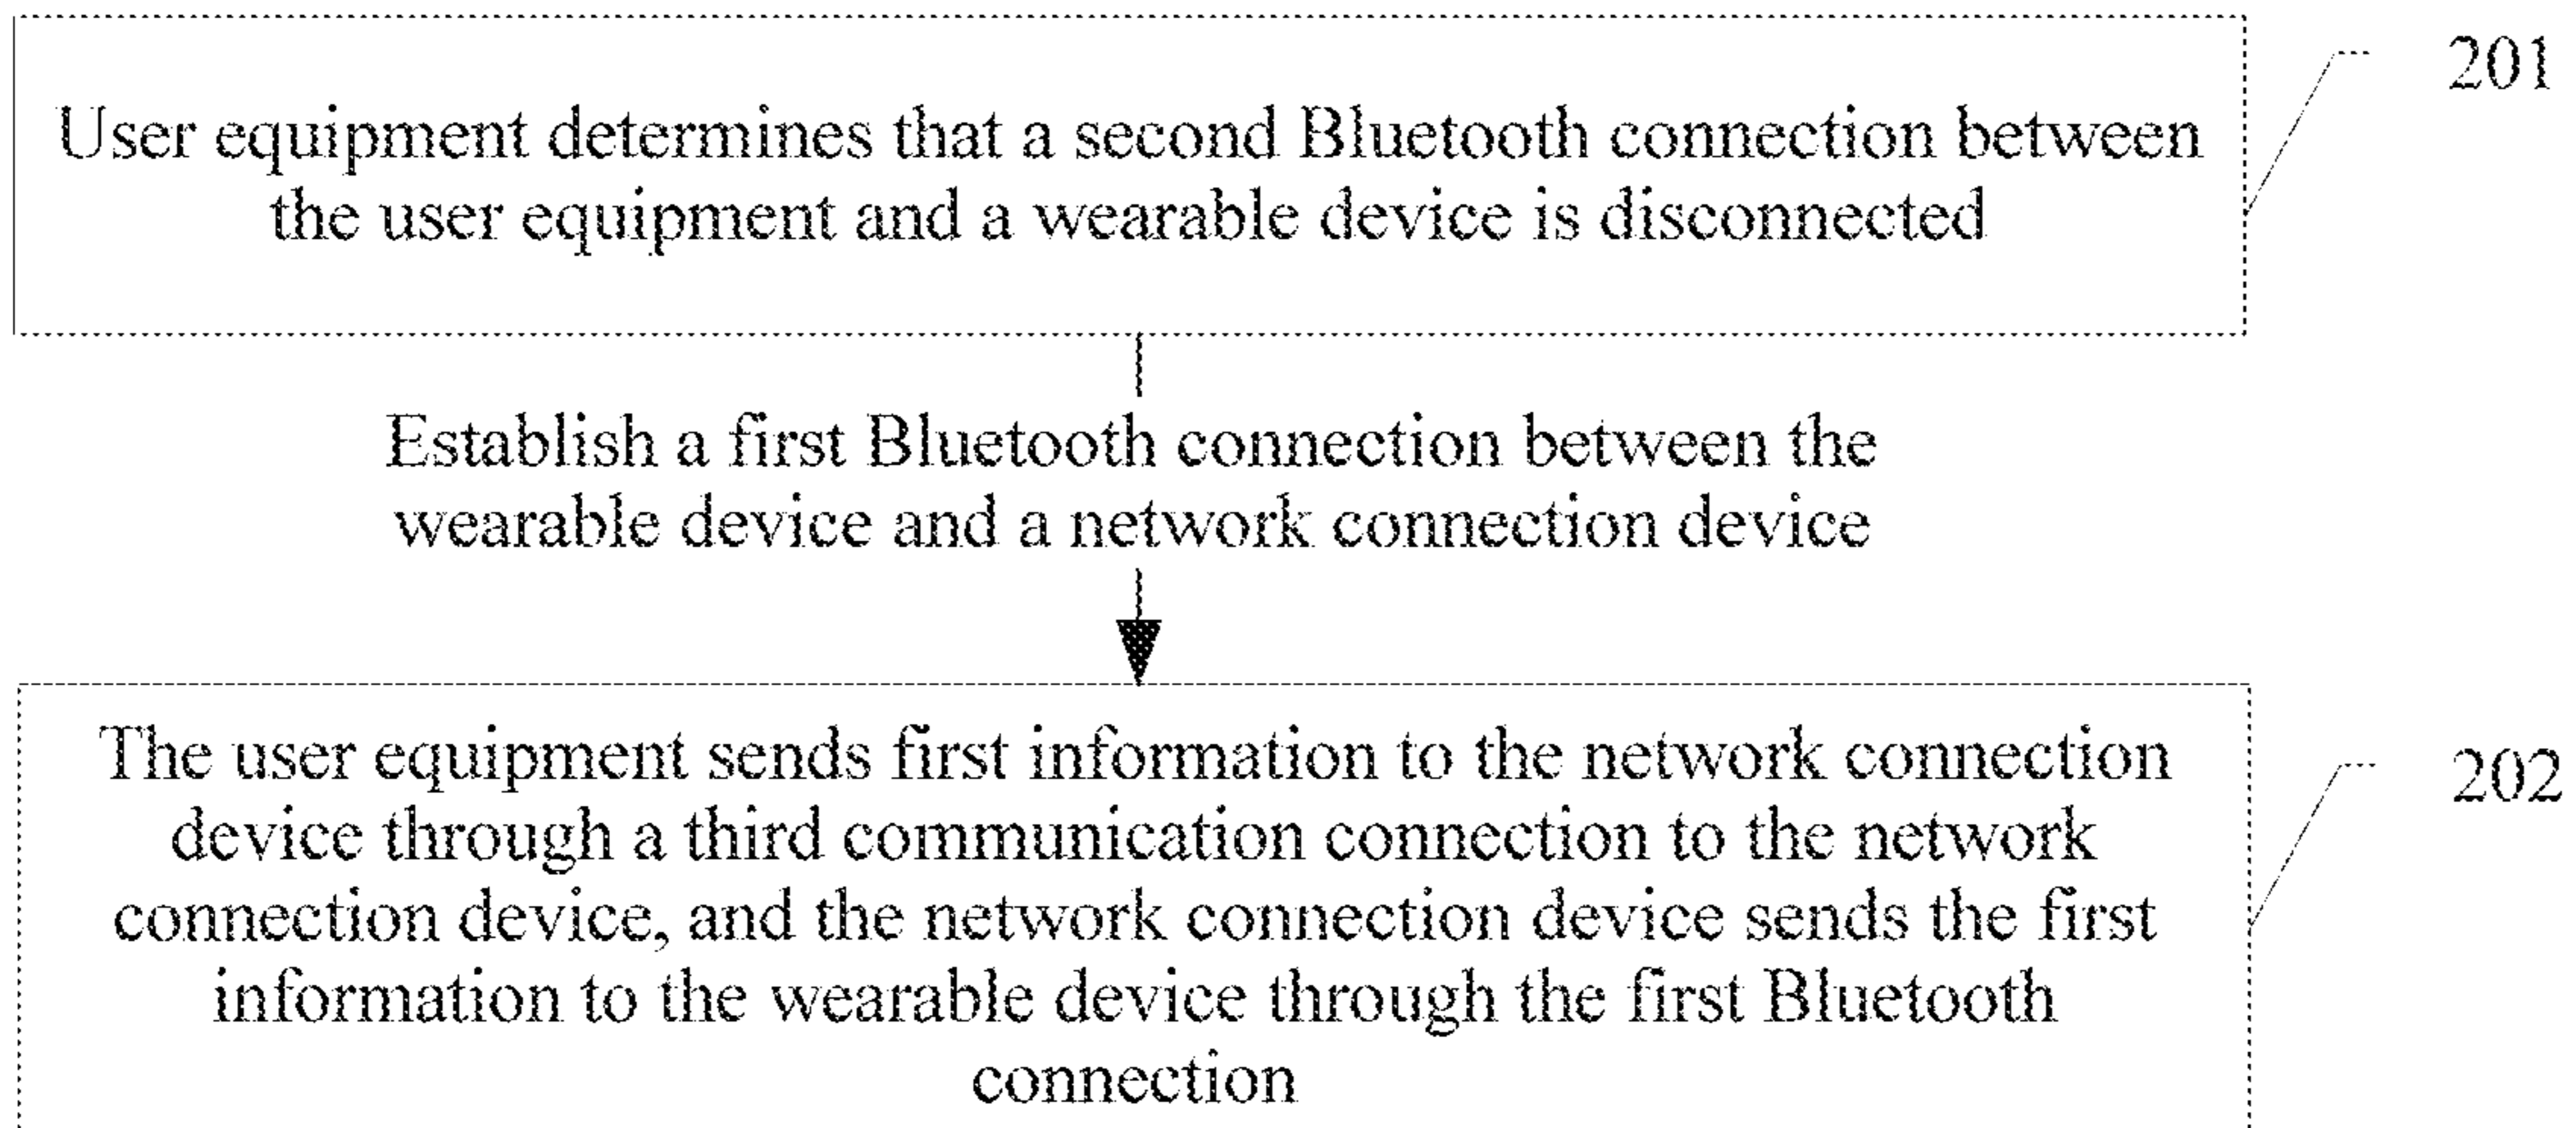 User equipment determines that a second Bluetooth connection between
the user equipment and a wearable device is disconnected
201
Establish a first Bluetooth connection between the
wearable device and a network connection device
The user equipment sends first information to the network connection
device through a third communication connection to the network
connection device, and the network connection device sends the first
information to the wearable device through the first Bluetooth
connection
202